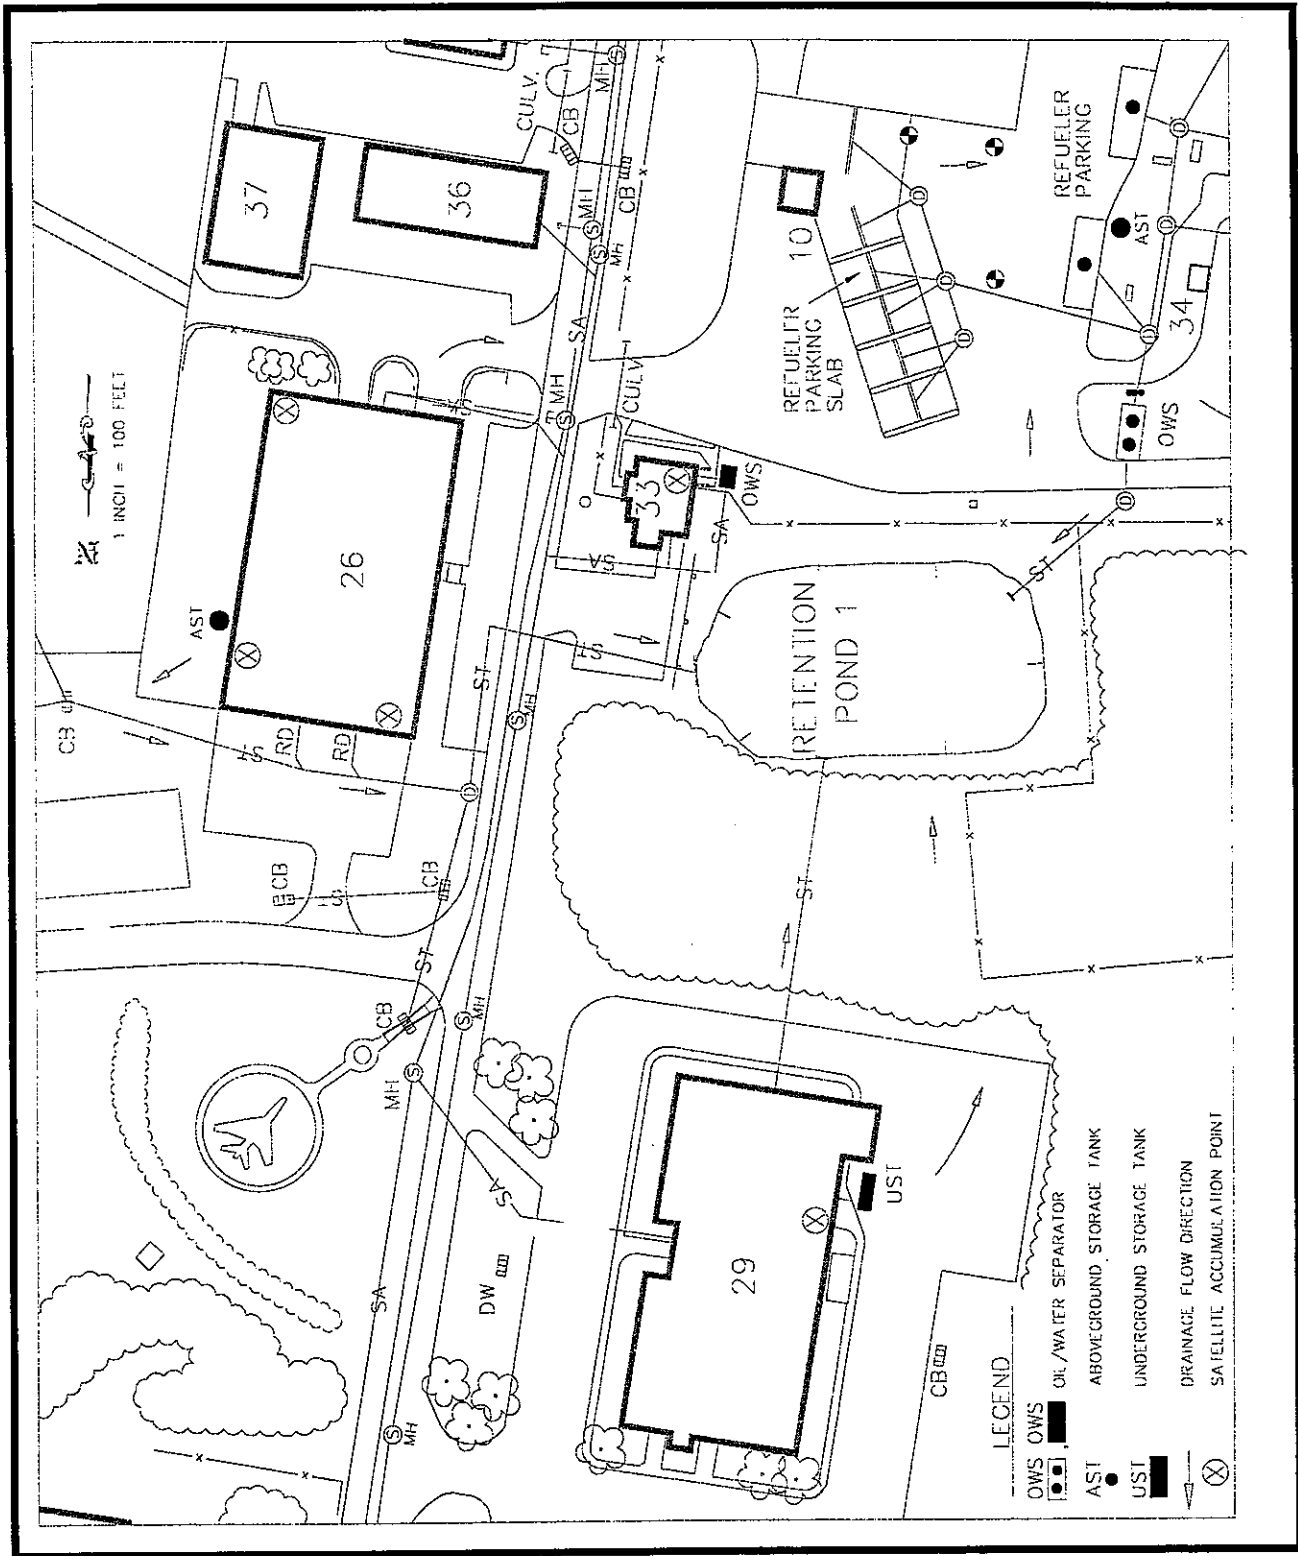 CB
CB
CB
CB
DW
MH
MH
SA
SA
MH
ST
ST
ST
RD
RD
ST
MH
26
AST
N
1 INCH = 100 FEET
37
36
CULV.
CB
MH
MH
MH
CB
SA
MH
CULV
ST
33
OWS
SA
SA
ST
29
UST
CB
ST
RETENTION
POND 1
ST
10
REFUELER
PARKING
SLAB
REFUELER
PARKING
AST
34
OWS
D
D
D
D
D
D
D
D
S
S
S
S
S
S
LEGEND
OWS OWS
OIL/WATER SEPARATOR
AST
ABOVEGROUND STORAGE TANK
UST
UNDERGROUND STORAGE TANK
DRAINAGE FLOW DIRECTION
SATELLITE ACCUMULATION POINT